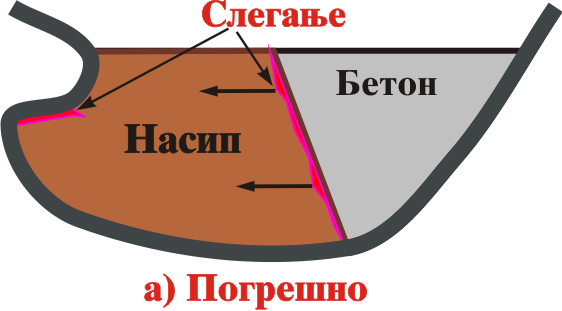 Слегање
Бетон
Насип
а) Погрешно